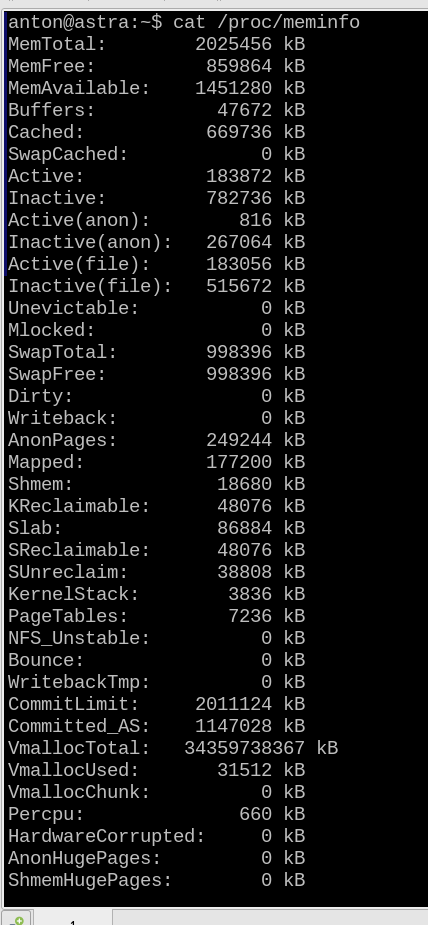 anton@astra:~$ cat /proc/meminfo
MemTotal:        2025456 kB
MemFree:          859864 kB
MemAvailable:    1451280 kB
Buffers:           47672 kB
Cached:           669736 kB
SwapCached:            0 kB
Active:           183872 kB
Inactive:         782736 kB
Active(anon):        816 kB
Inactive(anon):   267064 kB
Active(file):     183056 kB
Inactive(file):   515672 kB
Unevictable:           0 kB
Mlocked:               0 kB
SwapTotal:        998396 kB
SwapFree:         998396 kB
Dirty:                 0 kB
Writeback:             0 kB
AnonPages:        249244 kB
Mapped:           177200 kB
Shmem:             18680 kB
KReclaimable:      48076 kB
Slab:              86884 kB
SReclaimable:      48076 kB
SUnreclaim:        38808 kB
KernelStack:        3836 kB
PageTables:         7236 kB
NFS_Unstable:          0 kB
Bounce:                0 kB
WritebackTmp:          0 kB
CommitLimit:     2011124 kB
Committed_AS:    1147028 kB
VmallocTotal:   34359738367 kB
VmallocUsed:       31512 kB
VmallocChunk:          0 kB
Percpu:              660 kB
HardwareCorrupted:     0 kB
AnonHugePages:         0 kB
ShmemHugePages:        0 kB